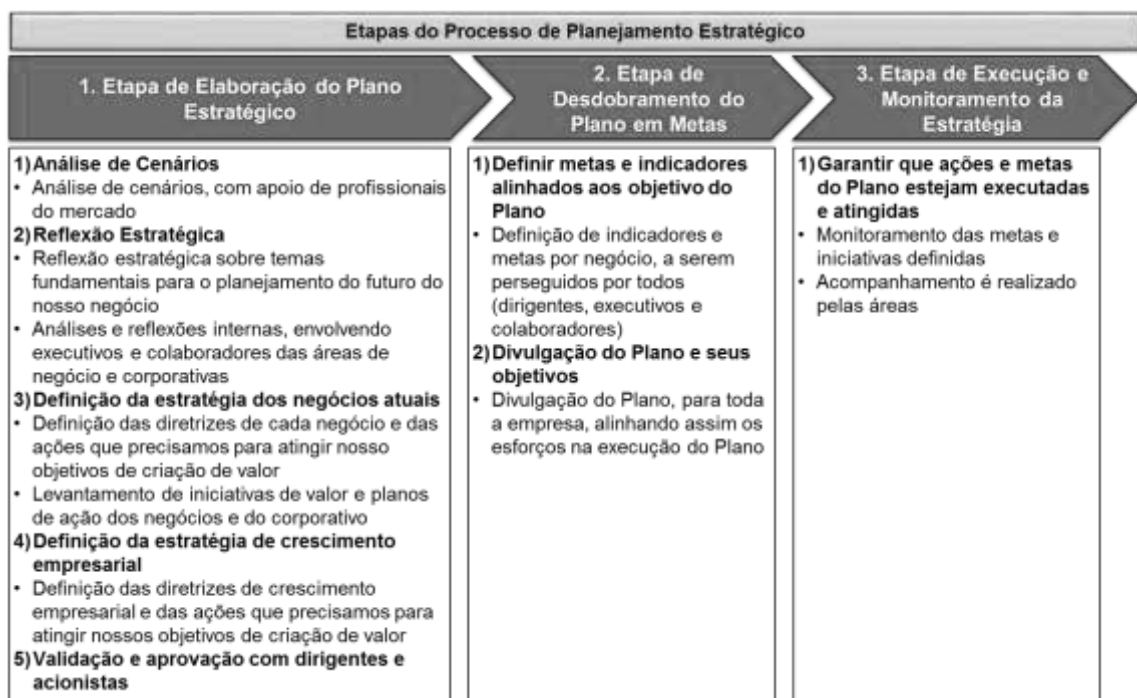 Etapas do Processo de Planejamento Estratégico
1. Etapa de Elaboração do Plano
Estratégico
2. Etapa de
Desdobramento do
Plano em Metas
3. Etapa de Execução e
Monitoramento da
Estratégia
1) Análise de Cenários
• Análise de cenários, com apoio de profissionais
do mercado
2) Reflexão Estratégica
• Reflexão estratégica sobre temas
fundamentais para o planejamento do futuro do
nosso negócio
• Análises e reflexões internas, envolvendo
executivos e colaboradores das áreas de
negócio e corporativas
3) Definição da estratégia dos negócios atuais
• Definição das diretrizes de cada negócio e das
ações que precisamos para atingir nosso
objetivos de criação de valor
• Levantamento de iniciativas de valor e planos
de ação dos negócios e do corporativo
4) Definição da estratégia de crescimento
empresarial
• Definição das diretrizes de crescimento
empresarial e das ações que precisamos para
atingir nossos objetivos de criação de valor
5) Validação e aprovação com dirigentes e
acionistas
1) Definir metas e indicadores
alinhados aos objetivo do
Plano
• Definição de indicadores e
metas por negócio, a serem
perseguidos por todos
(dirigentes, executivos e
colaboradores)
2) Divulgação do Plano e seus
objetivos
• Divulgação do Plano, para toda
a empresa, alinhando assim os
esforços na execução do Plano
1) Garantir que ações e metas
do Plano estejam executadas
e atingidas
• Monitoramento das metas e
iniciativas definidas
• Acompanhamento é realizado
pelas áreas